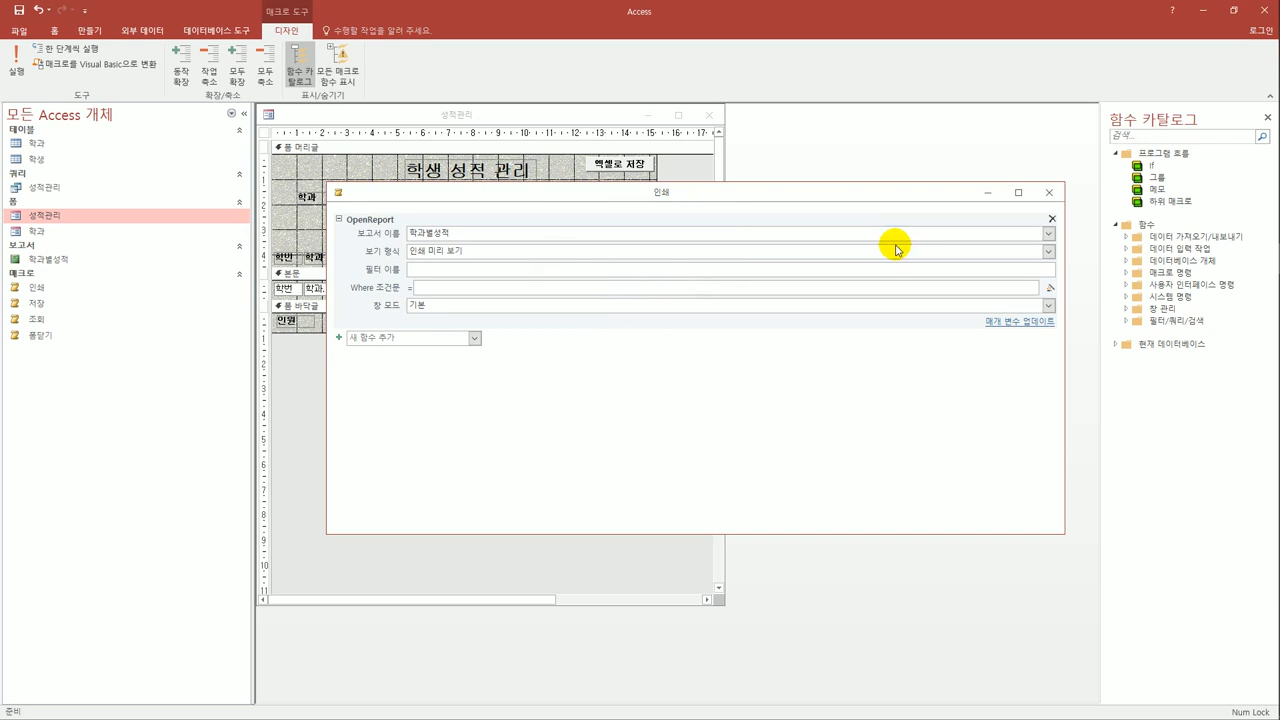 매크로 도구
Access
파일 홈 만들기 외부 데이터 데이터베이스 도구 디자인 수행할 작업을 알려 주세요.
로그인
실행
한 단계씩 실행
매크로를 Visual Basic으로 변환
도구
동작 확장
작업 축소
모두 확장
모두 축소
확장/축소
함수 카탈로그
모든 매크로 함수 표시
표시/숨기기
모든 Access 개체
테이블
학과
학생
쿼리
성적관리
폼
성적관리
학과
보고서
학과별성적
매크로
인쇄
저장
조회
폼닫기
성적관리
폼 머리글
학생 성적 관리
엑셀로 저장
학과
학번 학과
본문
학번 학과
폼 바닥글
인원
인쇄
OpenReport
보고서 이름 학과별성적
보기 형식 인쇄 미리 보기
필터 이름
Where 조건문 =
창 모드 기본
매개 변수 업데이트
새 함수 추가
함수 카탈로그
검색...
프로그램 흐름
If
그룹
메모
하위 매크로
함수
데이터 가져오기/내보내기
데이터 입력 작업
데이터베이스 개체
매크로 명령
사용자 인터페이스 명령
시스템 명령
창 관리
필터/쿼리/검색
현재 데이터베이스
준비
Num Lock